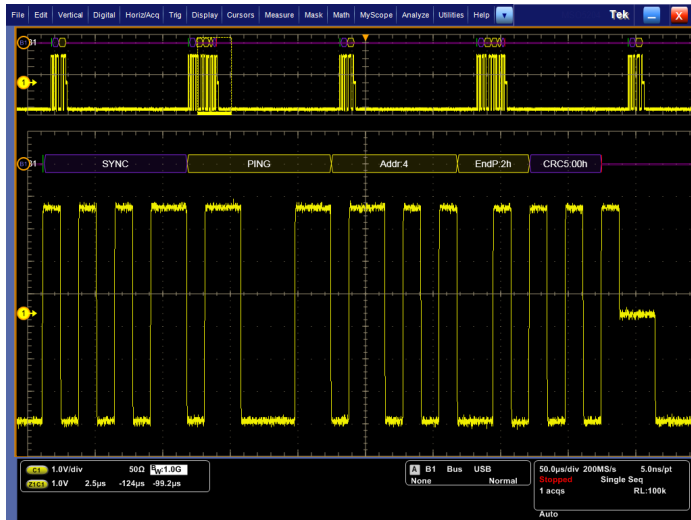 File Edit Vertical Digital Horiz/Acq Trig Display Cursors Measure Mask Math MyScope Analyze Utilities Help Tek X
B1 B1
1
B1 B1 SYNC PING Addr:4 EndP:2h CRC5:00h
1
C1 1.0V/div 50Ω BW:1.0G
Z1C1 1.0V 2.5µs -124µs -99.2µs
A B1 Bus USB
None Normal
50.0µs/div 200MS/s 5.0ns/pt
Stopped Single Seq
1 acqs RL:100k
Auto